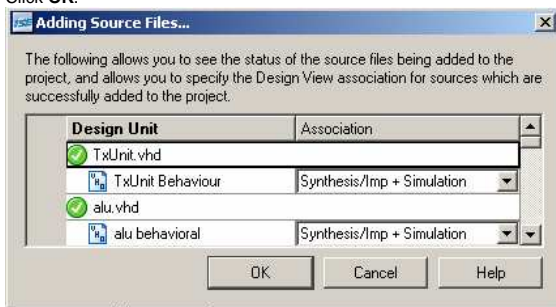 Click OK.
Adding Source Files...
The following allows you to see the status of the source files being added to the
project, and allows you to specify the Design View association for sources which are
successfully added to the project.
Design Unit Association
TxUnit.vhd
TxUnit Behaviour Synthesis/Imp + Simulation
alu.vhd
alu behavioral Synthesis/Imp + Simulation
OK Cancel Help